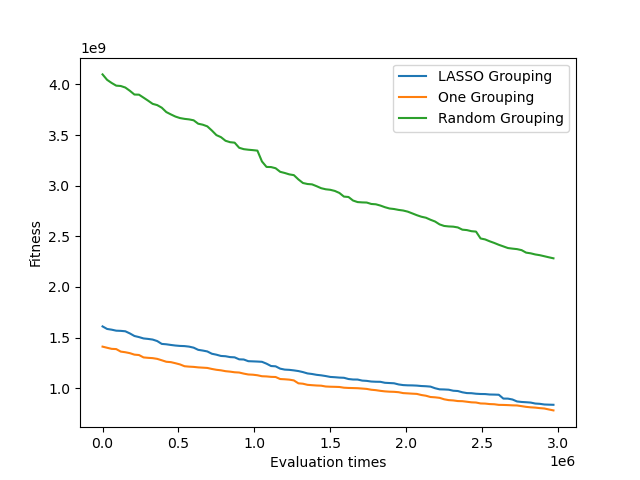 1e9
LASSO Grouping
One Grouping
Random Grouping
4.0
3.5
3.0
2.5
2.0
1.5
1.0
Fitness
0.0 0.5 1.0 1.5 2.0 2.5 3.0
Evaluation times
1e6